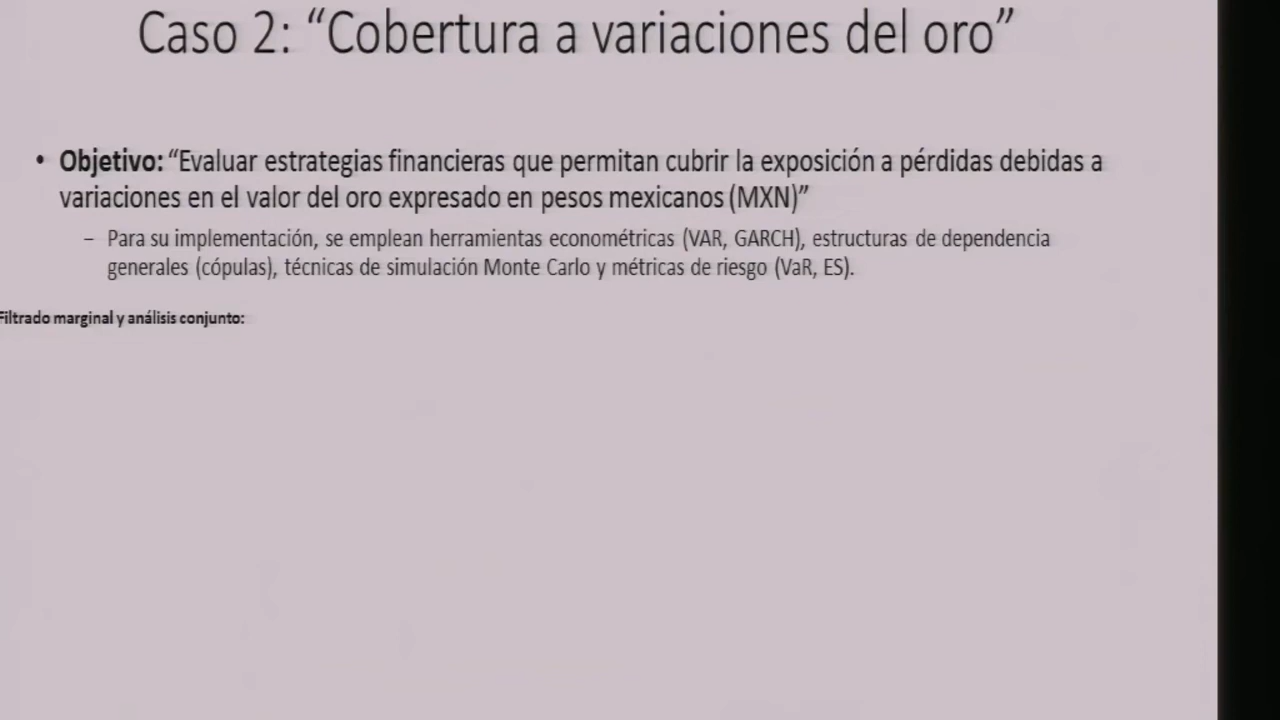 Caso 2: “Cobertura a variaciones del oro”
• Objetivo: “Evaluar estrategias financieras que permitan cubrir la exposición a pérdidas debidas a
variaciones en el valor del oro expresado en pesos mexicanos (MXN)”
– Para su implementación, se emplean herramientas econométricas (VAR, GARCH), estructuras de dependencia
generales (cópulas), técnicas de simulación Monte Carlo y métricas de riesgo (VaR, ES).
Filtrado marginal y análisis conjunto: